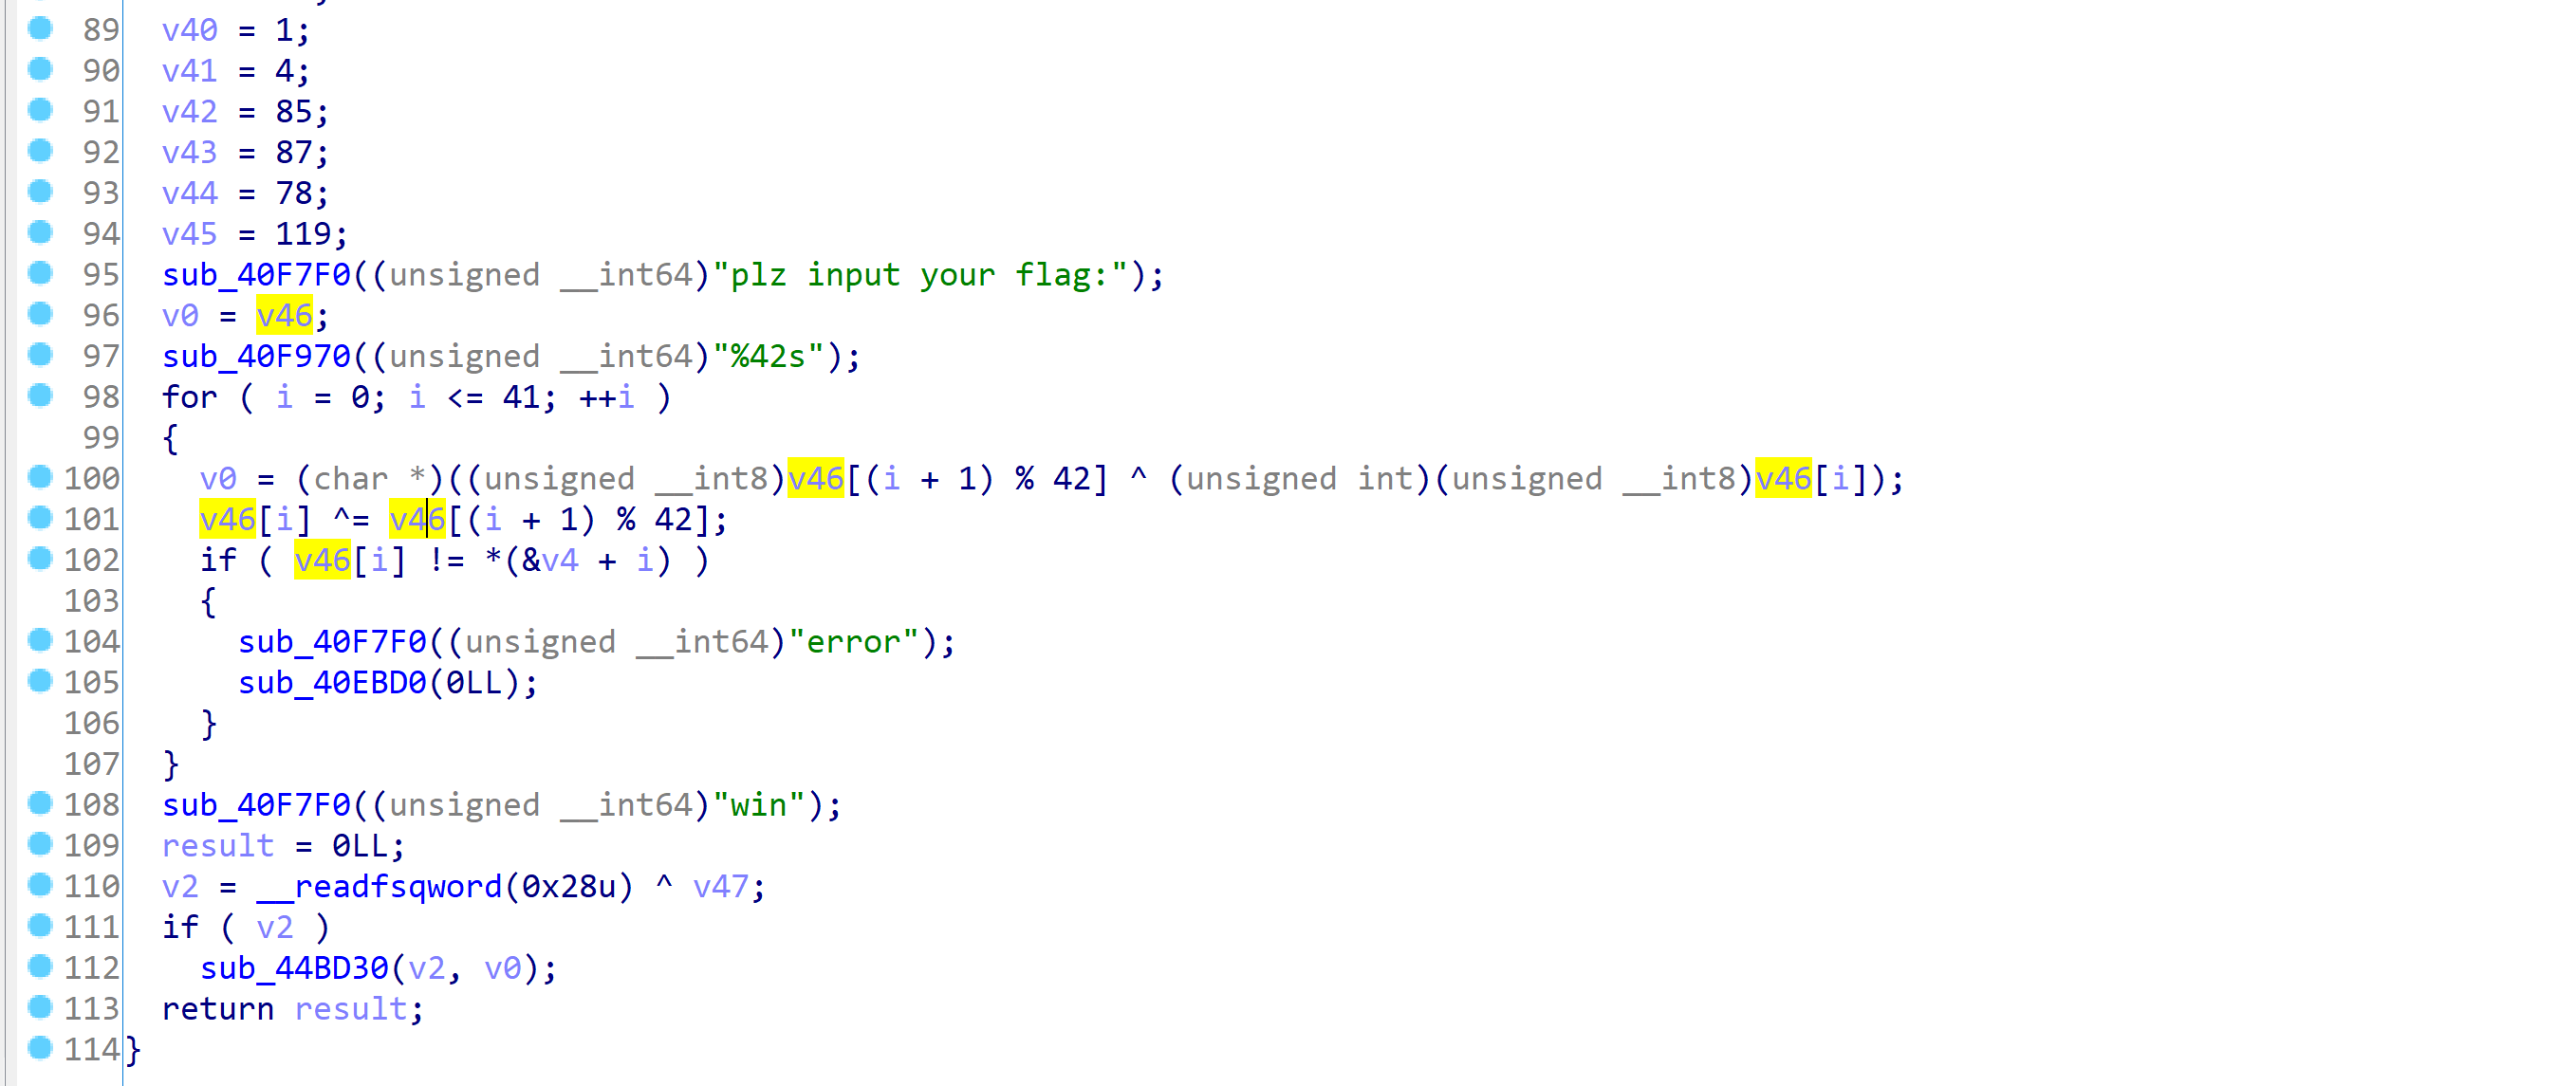 89 v40 = 1;
90 v41 = 4;
91 v42 = 85;
92 v43 = 87;
93 v44 = 78;
94 v45 = 119;
95 sub_40F7F0((unsigned __int64)"plz input your flag:");
96 v0 = v46;
97 sub_40F970((unsigned __int64)"%42s");
98 for ( i = 0; i <= 41; ++i )
99 {
100 v0 = (char *)((unsigned __int8)v46[(i + 1) % 42] ^ (unsigned int)(unsigned __int8)v46[i]);
101 v46[i] ^= v46[(i + 1) % 42];
102 if ( v46[i] != *(&v4 + i) )
103 {
104 sub_40F7F0((unsigned __int64)"error");
105 sub_40EBD0(0LL);
106 }
107 }
108 sub_40F7F0((unsigned __int64)"win");
109 result = 0LL;
110 v2 = __readfsqword(0x28u) ^ v47;
111 if ( v2 )
112 sub_44BD30(v2, v0);
113 return result;
114 }